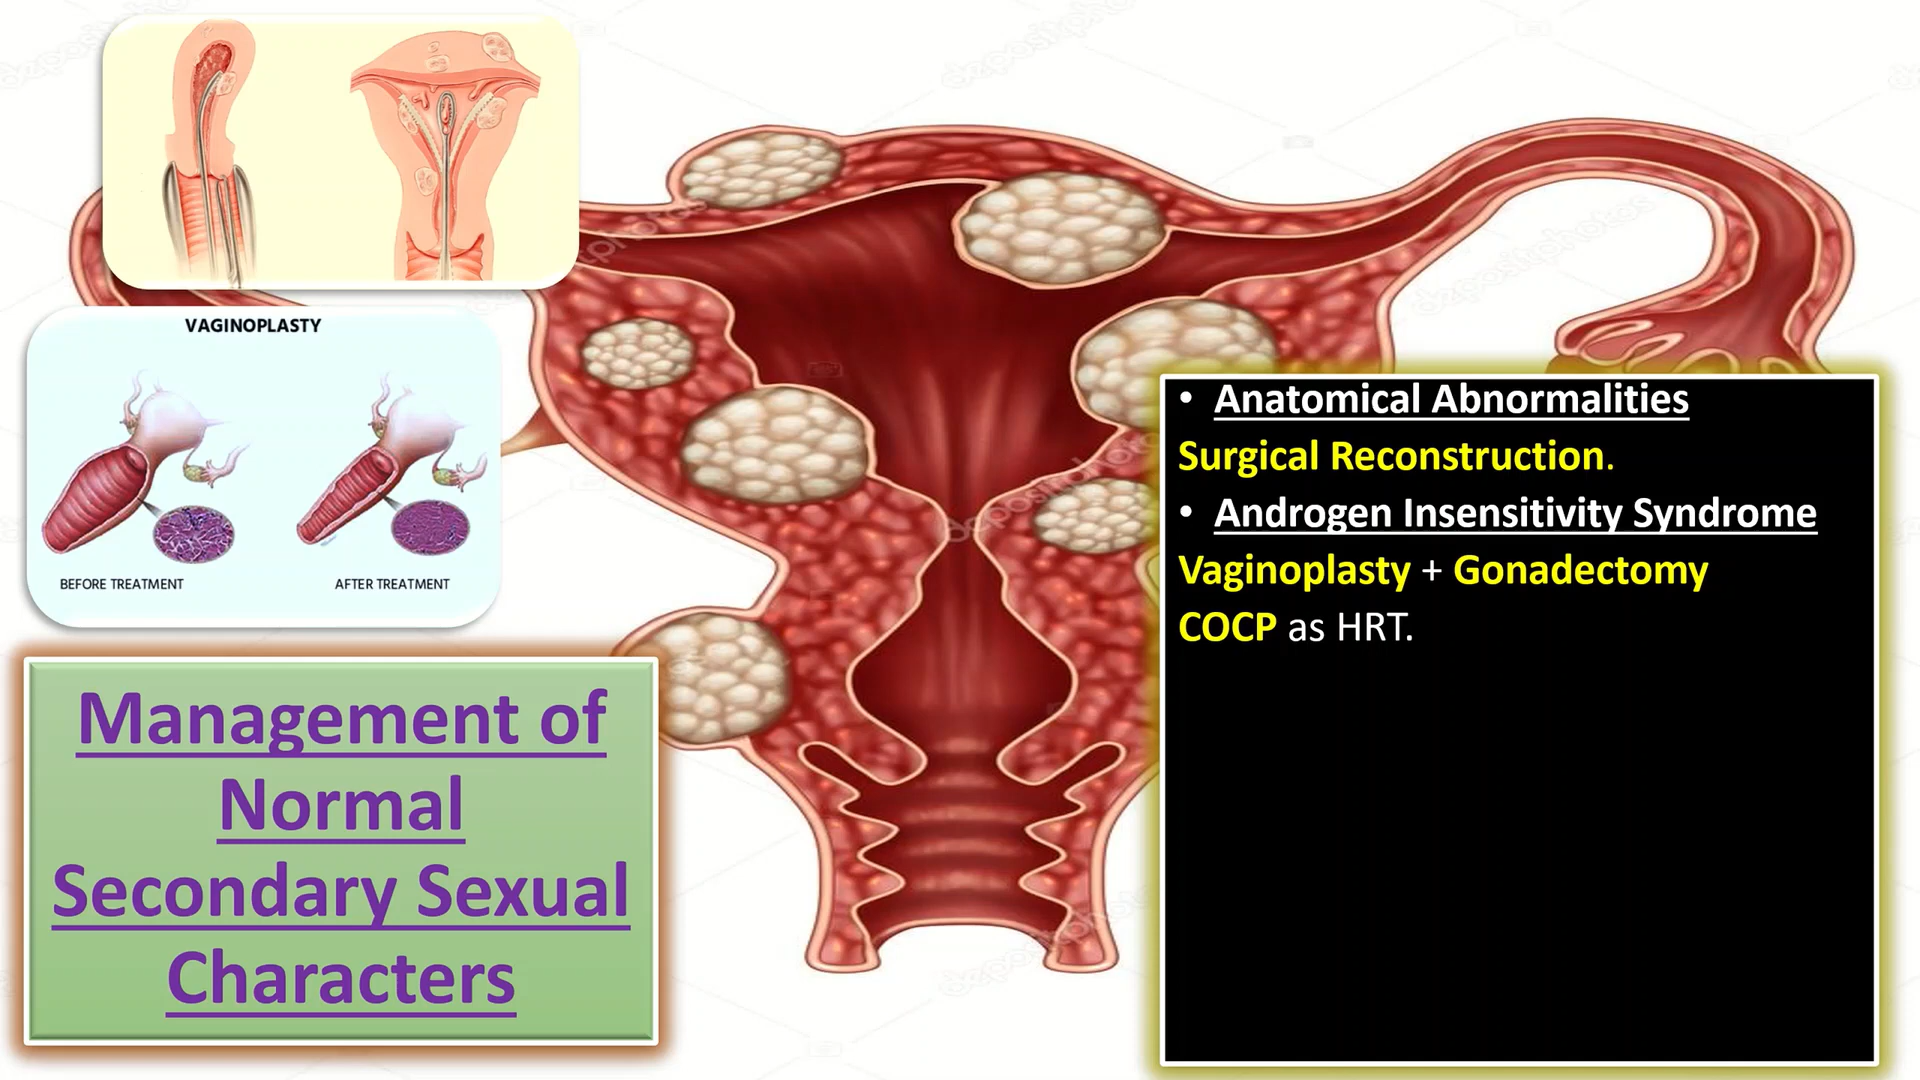 VAGINOPLASTY
BEFORE TREATMENT
AFTER TREATMENT
Management of
Normal
Secondary Sexual
Characters
• Anatomical Abnormalities
Surgical Reconstruction.
• Androgen Insensitivity Syndrome
Vaginoplasty + Gonadectomy
COCP as HRT.
depositphotos